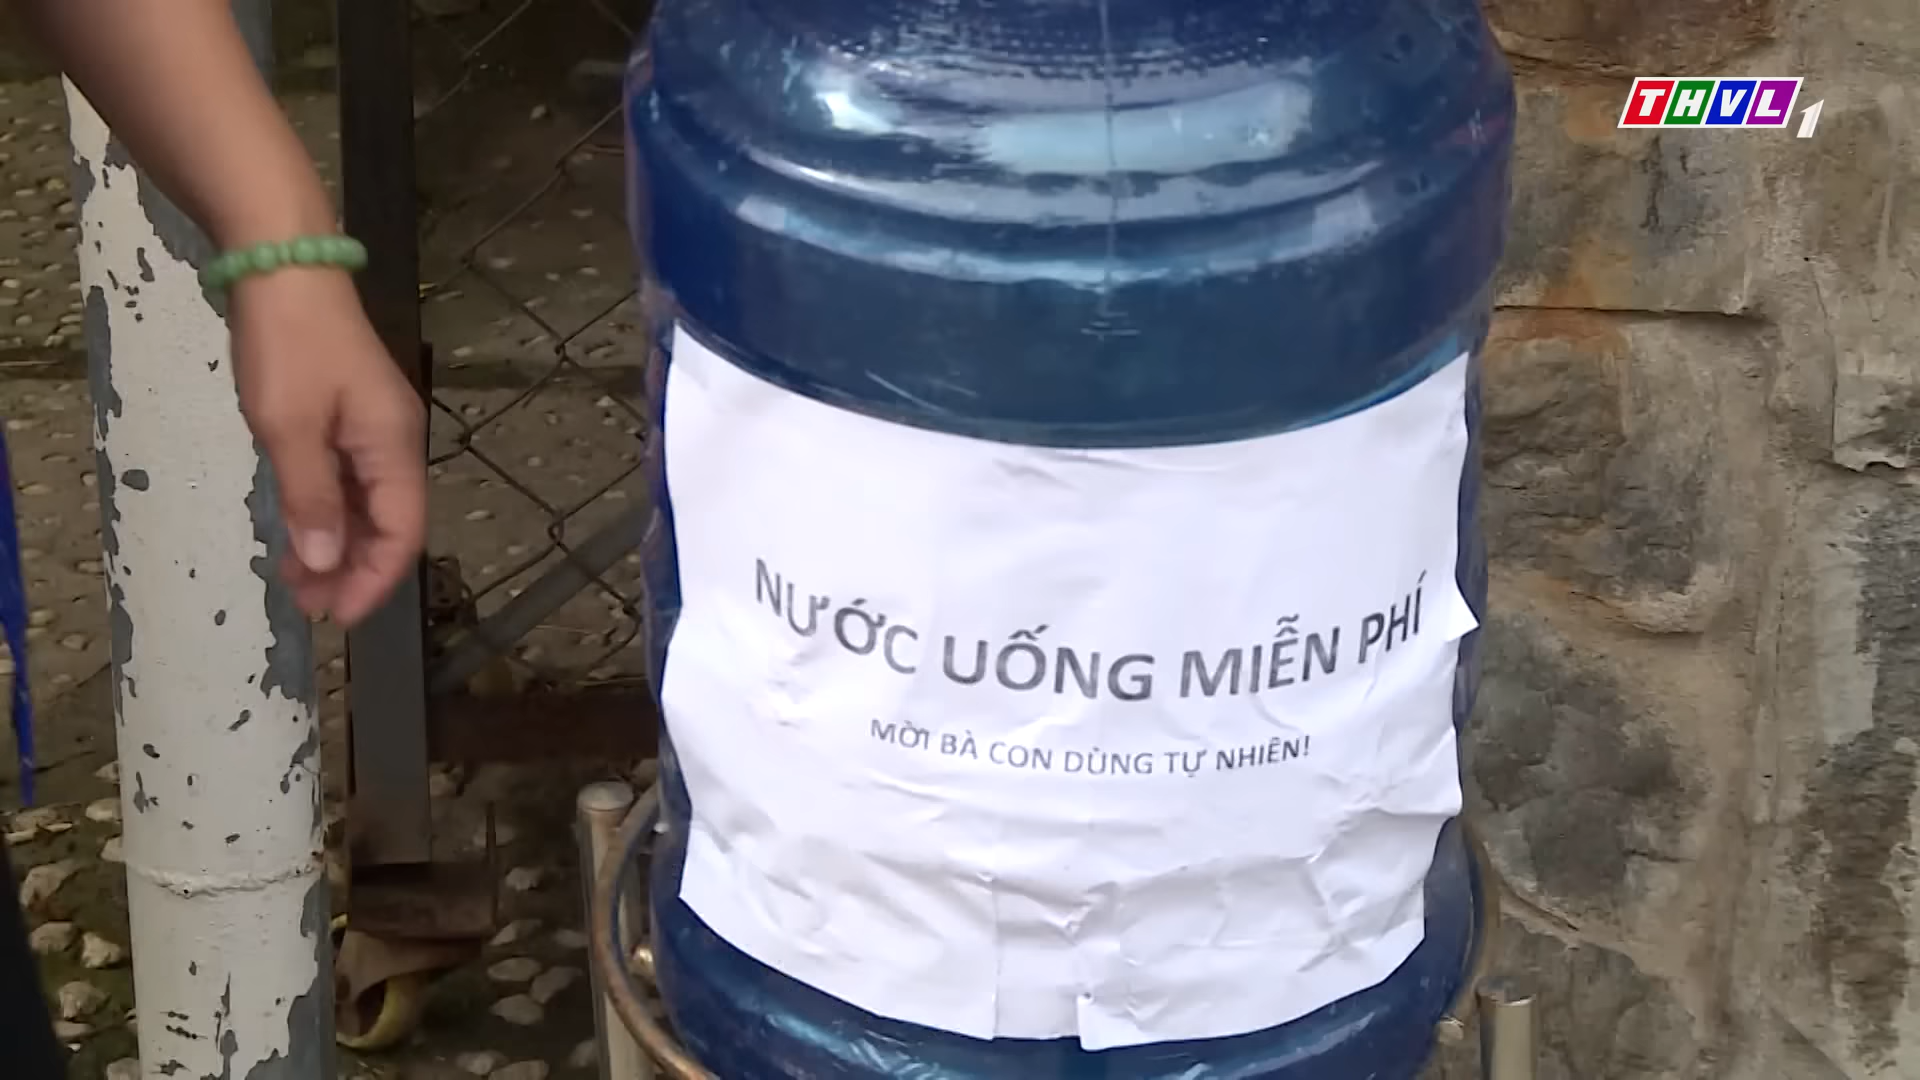 THVL1
NƯỚC UỐNG MIỄN PHÍ
MỜI BÀ CON DÙNG TỰ NHIÊN!